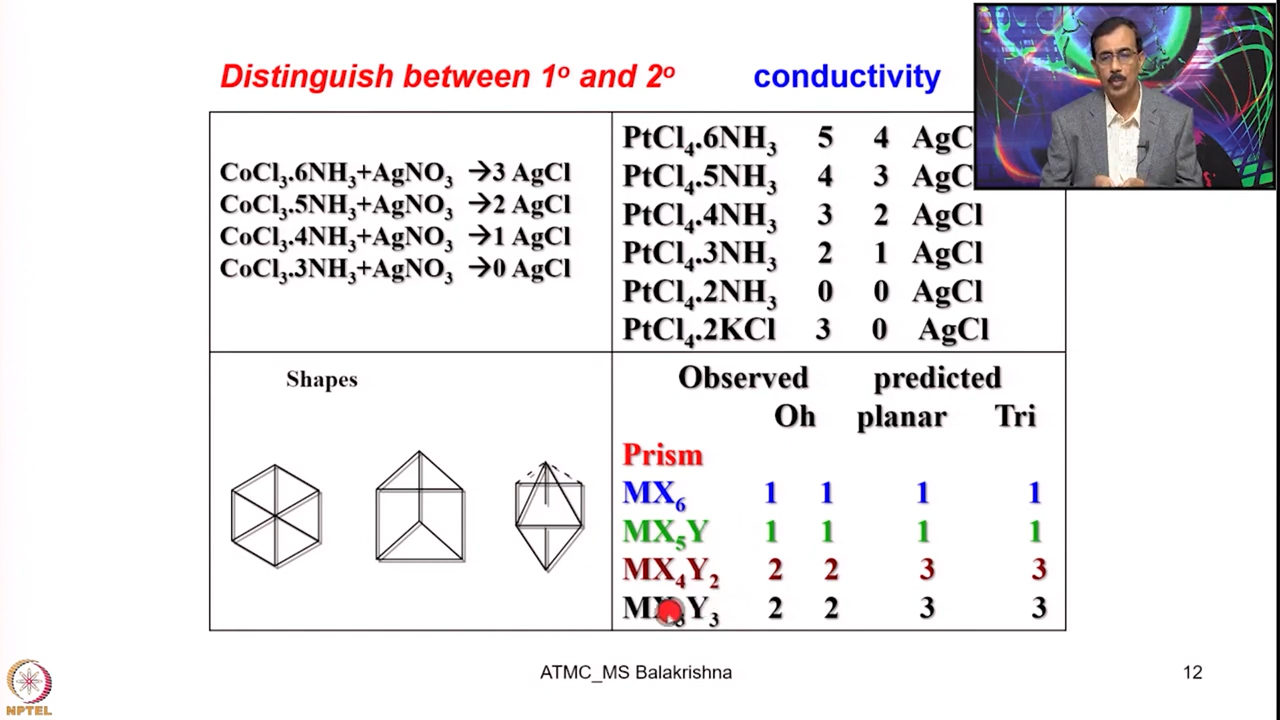 Distinguish between 1º and 2º conductivity
CoCl₃.6NH₃+AgNO₃ →3 AgCl
CoCl₃.5NH₃+AgNO₃ →2 AgCl
CoCl₃.4NH₃+AgNO₃ →1 AgCl
CoCl₃.3NH₃+AgNO₃ →0 AgCl
PtCl₄.6NH₃ 5 4 AgC
PtCl₄.5NH₃ 4 3 AgC
PtCl₄.4NH₃ 3 2 AgCl
PtCl₄.3NH₃ 2 1 AgCl
PtCl₄.2NH₃ 0 0 AgCl
PtCl₄.2KCl 3 0 AgCl
Shapes
Observed predicted
Oh planar Tri
Prism
MX₆ 1 1 1 1
MX₅Y 1 1 1 1
MX₄Y₂ 2 2 3 3
MX₃Y₃ 2 2 3 3
NPTEL
ATMC_MS Balakrishna
12